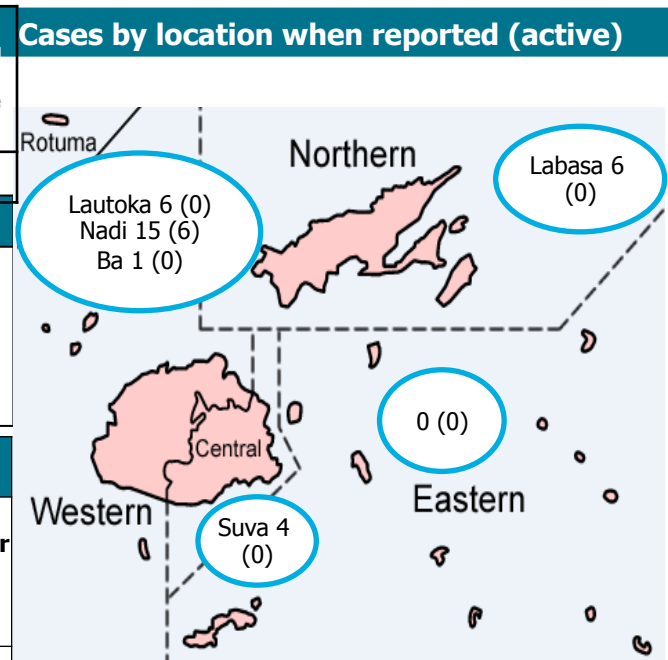 Cases by location when reported (active)
Rotuma
Northern
Labasa 6
(0)
Lautoka 6 (0)
Nadi 15 (6)
Ba 1 (0)
0 (0)
Central
Western
Eastern
Suva 4
(0)